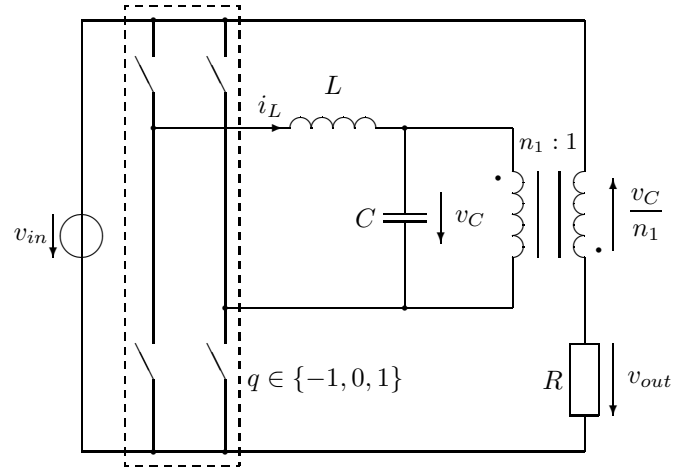 L
i_L
n_1 : 1
v_in
C
v_C
v_C
n_1
q ∈ {−1, 0, 1}
R
v_out